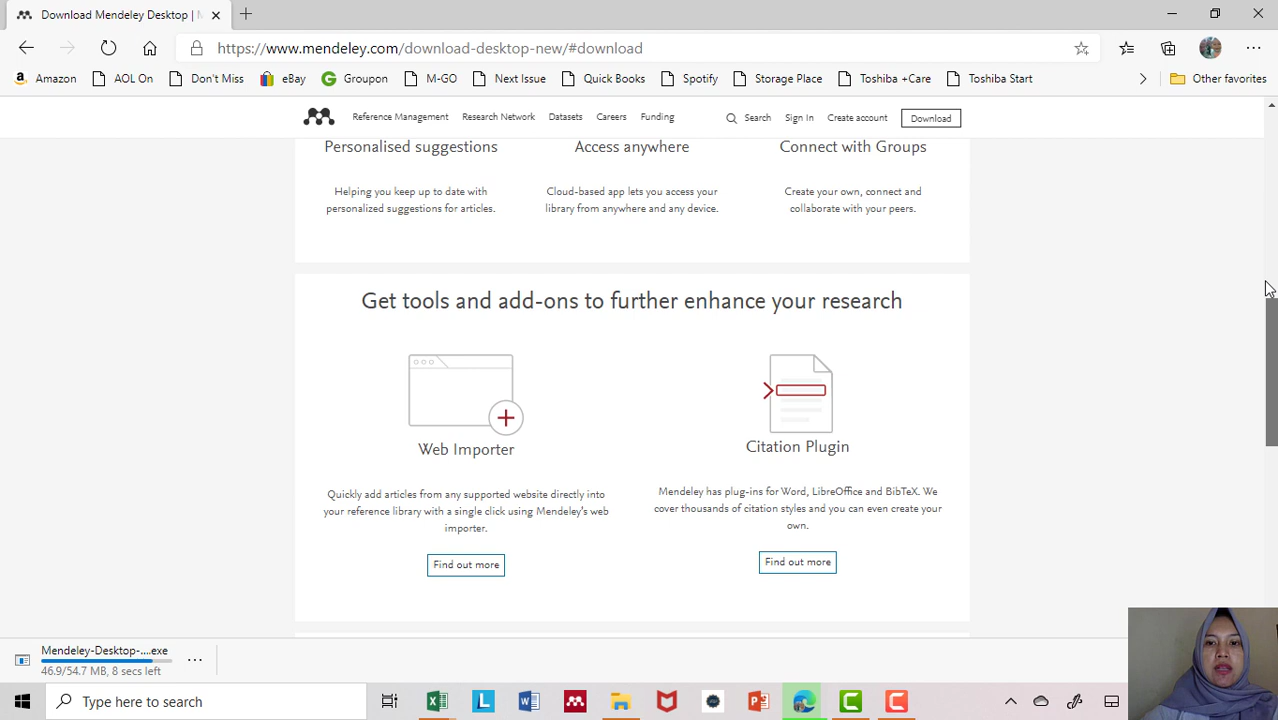 Download Mendeley Desktop |
https://www.mendeley.com/download-desktop-new/#download
Amazon AOL On Don't Miss eBay Groupon M-GO Next Issue Quick Books Spotify Storage Place Toshiba +Care Toshiba Start Other favorites
Reference Management Research Network Datasets Careers Funding Search Sign In Create account Download
Personalised suggestions Access anywhere Connect with Groups
Helping you keep up to date with
personalized suggestions for articles.
Cloud-based app lets you access your
library from anywhere and any device.
Create your own, connect and
collaborate with your peers.
Get tools and add-ons to further enhance your research
Web Importer
Quickly add articles from any supported website directly into
your reference library with a single click using Mendeley's web
importer.
Find out more
Citation Plugin
Mendeley has plug-ins for Word, LibreOffice and BibTeX. We
cover thousands of citation styles and you can even create your
own.
Find out more
Mendeley-Desktop-....exe
46.9/54.7 MB, 8 secs left
Type here to search